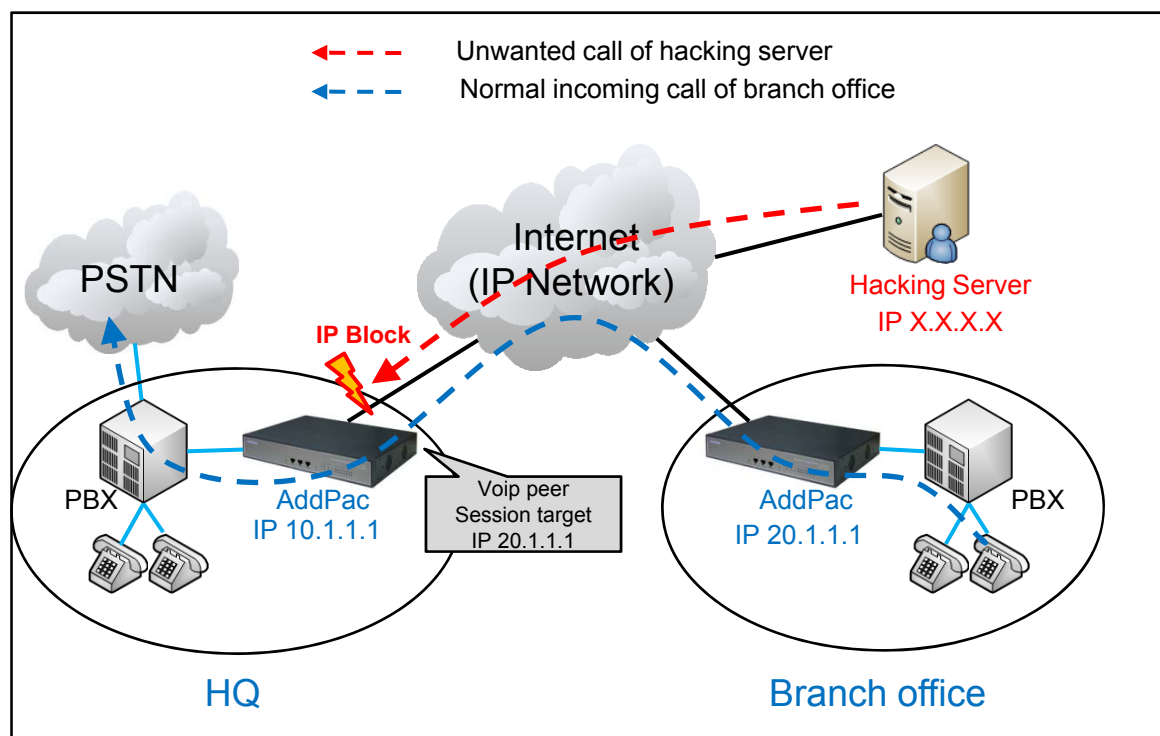 Unwanted call of hacking server
Normal incoming call of branch office
Internet
(IP Network)
PSTN
Hacking Server
IP X.X.X.X
IP Block
PBX
AddPac
IP 10.1.1.1
Voip peer
Session target
IP 20.1.1.1
AddPac
IP 20.1.1.1
PBX
HQ
Branch office